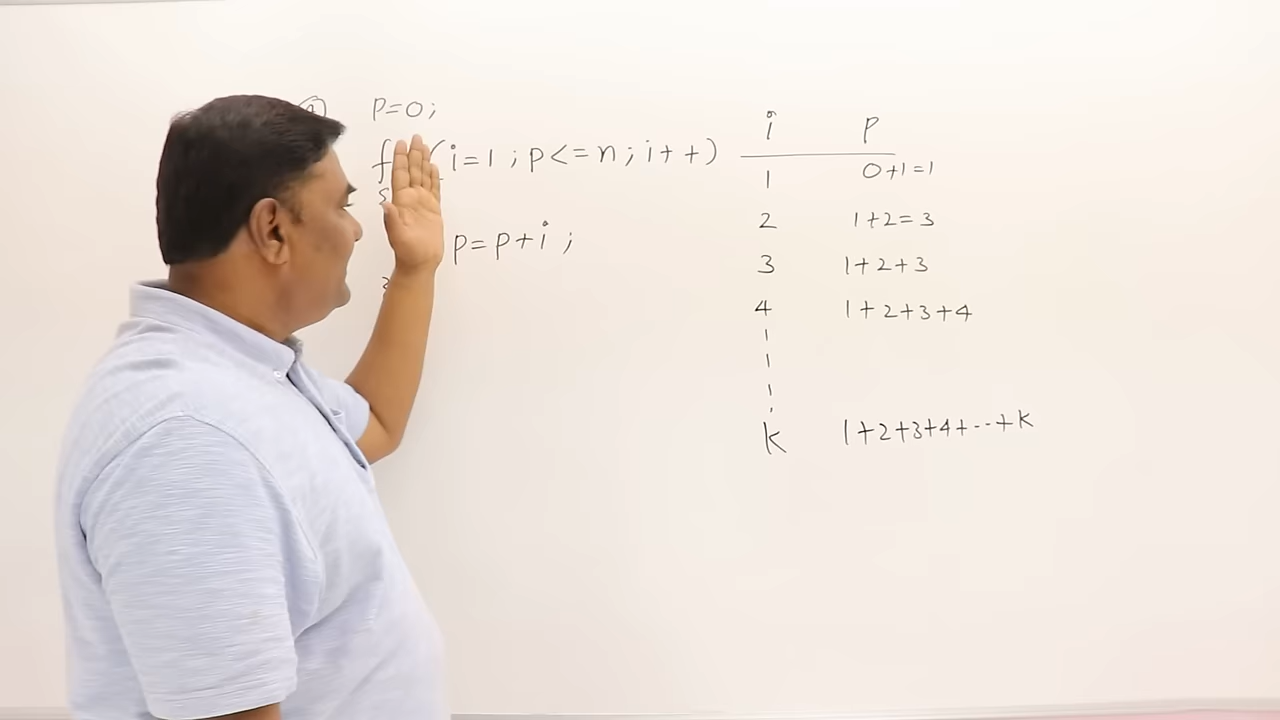 P=0;
(i=1; p<=n; i++)
p=p+i;
i P
1 0+1=1
2 1+2=3
3 1+2+3
4 1+2+3+4
k 1+2+3+4+--+k